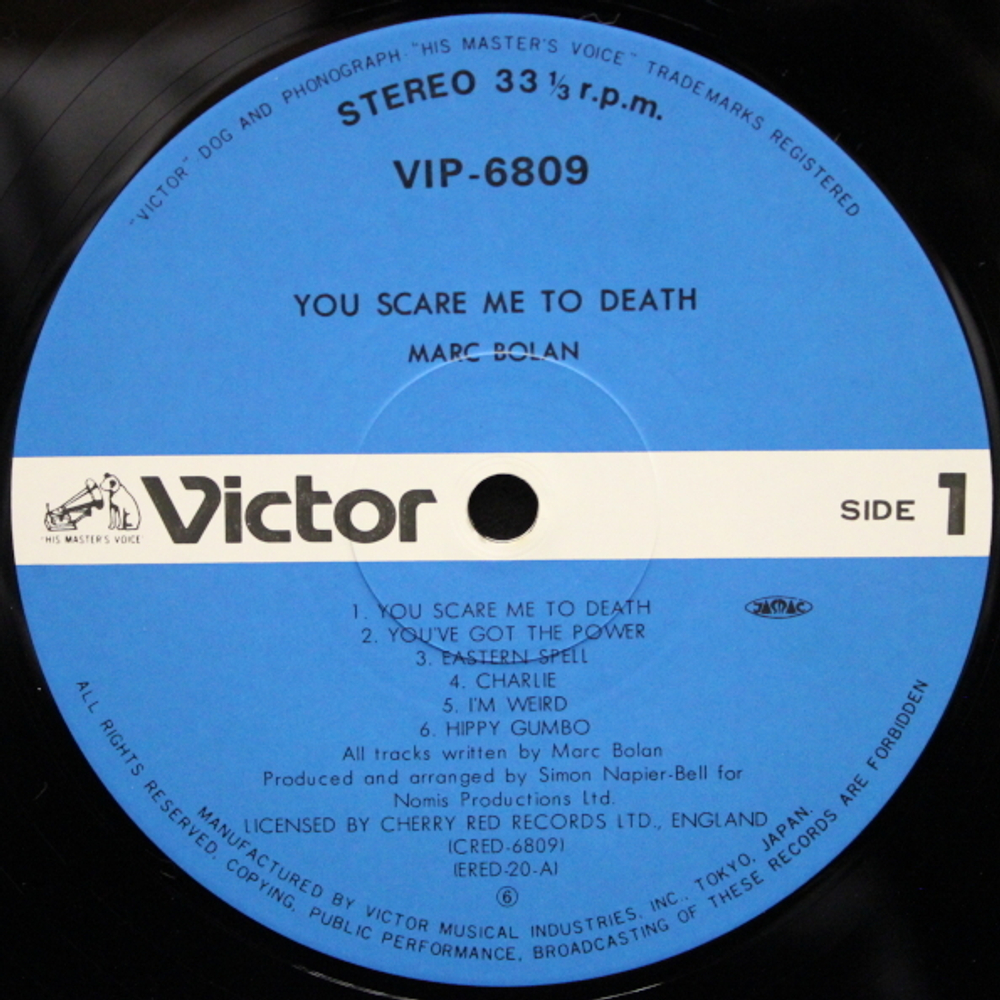 "VICTOR" DOG AND PHONOGRAPH "HIS MASTER'S VOICE" TRADEMARKS REGISTERED
STEREO 33 ⅓ r.p.m.
VIP-6809
YOU SCARE ME TO DEATH
MARC BOLAN
"HIS MASTER'S VOICE"
Victor
SIDE 1
1. YOU SCARE ME TO DEATH
JASRAC
2. YOU'VE GOT THE POWER
3. EASTERN SPELL
4. CHARLIE
5. I'M WEIRD
6. HIPPY GUMBO
All tracks written by Marc Bolan
Produced and arranged by Simon Napier-Bell for
Nomis Productions Ltd.
LICENSED BY CHERRY RED RECORDS LTD., ENGLAND
(CRED-6809)
(ERED-20-A)
⑥
MANUFACTURED BY VICTOR MUSICAL INDUSTRIES, INC., TOKYO, JAPAN.
ALL RIGHTS RESERVED. COPYING, PUBLIC PERFORMANCE, BROADCASTING OF THESE RECORDS ARE FORBIDDEN